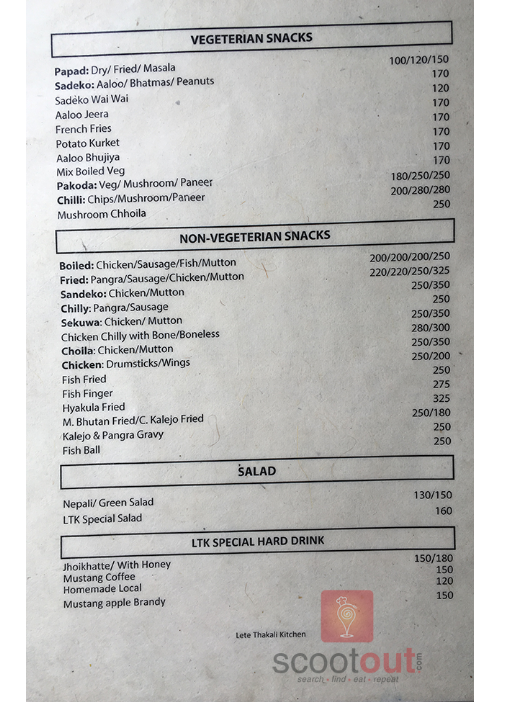 VEGETERIAN SNACKS
Papad: Dry/ Fried/ Masala 100/120/150
Sadeko: Aaloo/ Bhatmas/ Peanuts 170
Sadeko Wai Wai 120
Aaloo Jeera 170
French Fries 170
Potato Kurket 170
Aaloo Bhujiya 170
Mix Boiled Veg 170
Pakoda: Veg/ Mushroom/ Paneer 180/250/250
Chilli: Chips/Mushroom/Paneer 200/280/280
Mushroom Chhoila 250
NON-VEGETERIAN SNACKS
Boiled: Chicken/Sausage/Fish/Mutton 200/200/200/250
Fried: Pangra/Sausage/Chicken/Mutton 220/220/250/325
Sandeko: Chicken/Mutton 250/350
Chilly: Pangra/Sausage 250
Sekuwa: Chicken/ Mutton 250/350
Chicken Chilly with Bone/Boneless 280/300
Choila: Chicken/Mutton 250/350
Chicken: Drumsticks/Wings 250/200
Fish Fried 250
Fish Finger 275
Hyakula Fried 325
M. Bhutan Fried/C. Kalejo Fried 250/180
Kalejo & Pangra Gravy 250
Fish Ball 250
SALAD
Nepali/ Green Salad 130/150
LTK Special Salad 160
LTK SPECIAL HARD DRINK
Jhoikhatte/ With Honey 150/180
Mustang Coffee 150
Homemade Local 120
Mustang apple Brandy 150
Lete Thakali Kitchen
scootout.com
search - find - eat - repeat